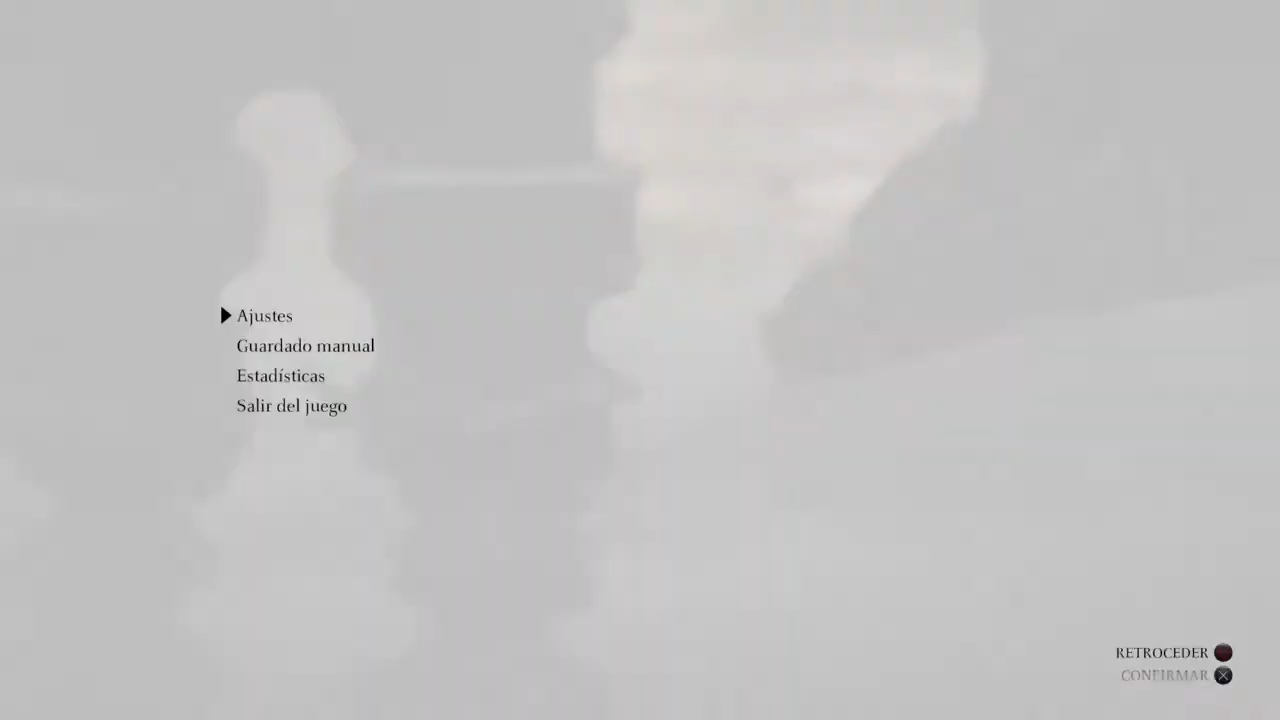 Ajustes
Guardado manual
Estadísticas
Salir del juego
RETROCEDER
CONFIRMAR